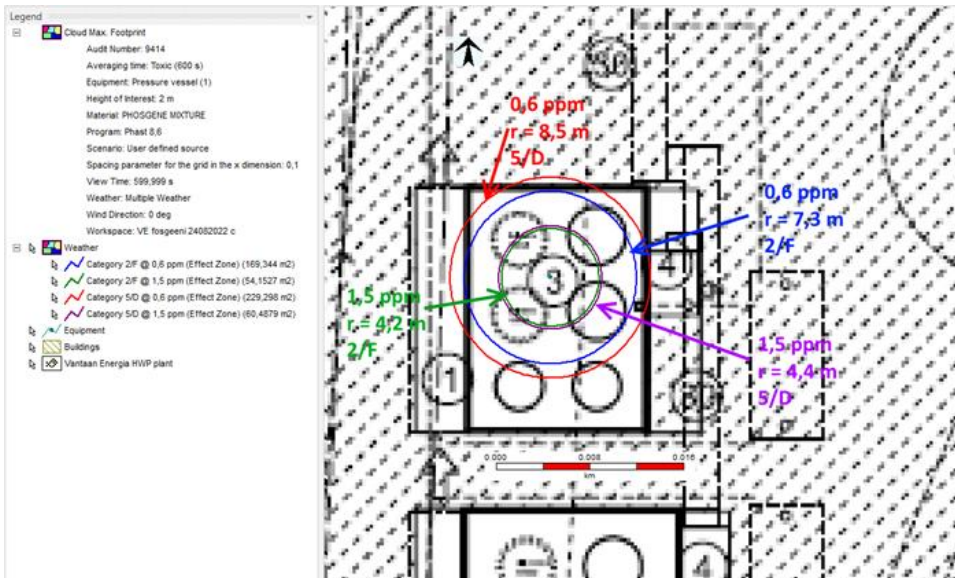 Legend
Cloud Max. Footprint
Audit Number: 9414
Averaging time: Toxic (600 s)
Equipment: Pressure vessel (1)
Height of Interest: 2 m
Material: PHOSGENE MIXTURE
Program: Phast 8,6
Scenario: User defined source
Spacing parameter for the grid in the x dimension: 0,1
View Time: 599,999 s
Weather: Multiple Weather
Wind Direction: 0 deg
Workspace: VE fosgeeni 24082022 c
Weather
Category 2/F @ 0,6 ppm (Effect Zone) (169,344 m2)
Category 2/F @ 1,5 ppm (Effect Zone) (54,1527 m2)
Category 5/D @ 0,6 ppm (Effect Zone) (229,298 m2)
Category 5/D @ 1,5 ppm (Effect Zone) (60,4879 m2)
Equipment
Buildings
Vantaan Energia HWP plant
0,6 ppm
r = 8,5 m
5/D
0,6 ppm
r = 7,3 m
2/F
1,5 ppm
r = 4,2 m
2/F
1,5 ppm
r = 4,4 m
5/D
3
4
1
0.000 0.008 0.016
km
4